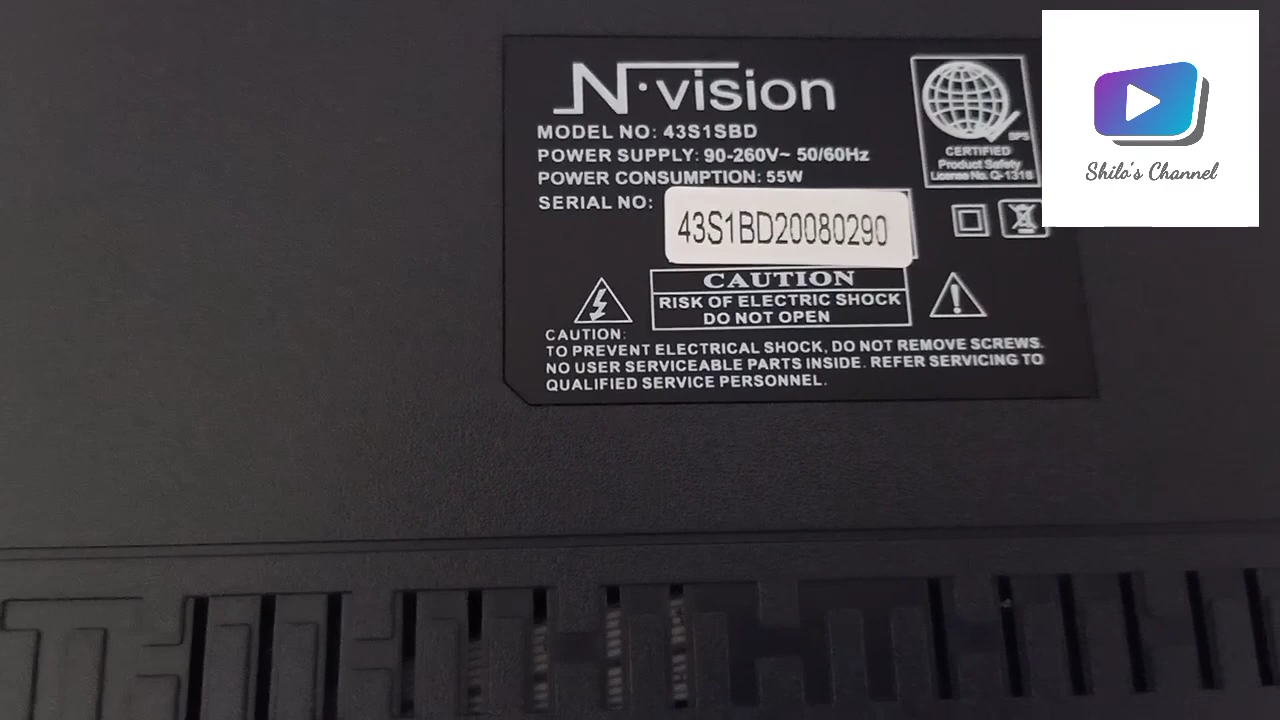 N·vision
MODEL NO: 43S1SBD
POWER SUPPLY: 90-260V~ 50/60Hz
POWER CONSUMPTION: 55W
SERIAL NO:
43S1BD20080290
BPS
CERTIFIED
Product Safety
License No. Q-1316
Shilo's Channel
CAUTION
RISK OF ELECTRIC SHOCK
DO NOT OPEN
CAUTION:
TO PREVENT ELECTRICAL SHOCK, DO NOT REMOVE SCREWS.
NO USER SERVICEABLE PARTS INSIDE. REFER SERVICING TO
QUALIFIED SERVICE PERSONNEL.